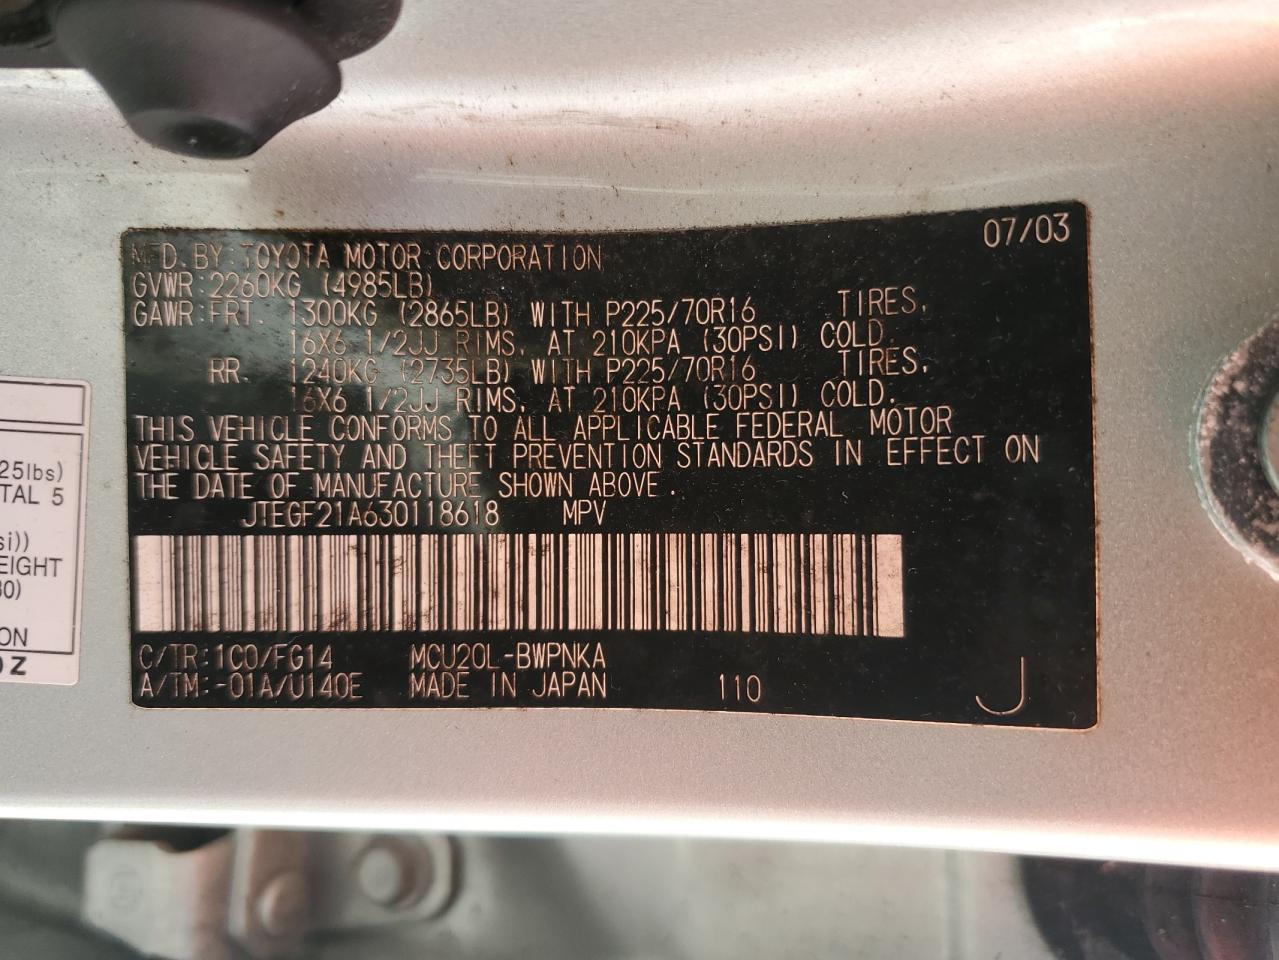 07/03
MFD. BY: TOYOTA MOTOR CORPORATION
GVWR: 2260KG (4985LB)
GAWR: FRT. 1300KG (2865LB) WITH P225/70R16 TIRES,
16X6 1/2JJ RIMS, AT 210KPA (30PSI) COLD.
RR. 1240KG (2735LB) WITH P225/70R16 TIRES,
16X6 1/2JJ RIMS, AT 210KPA (30PSI) COLD.
THIS VEHICLE CONFORMS TO ALL APPLICABLE FEDERAL MOTOR
VEHICLE SAFETY AND THEFT PREVENTION STANDARDS IN EFFECT ON
THE DATE OF MANUFACTURE SHOWN ABOVE.
JTEGF21A630118618 MPV
C/TR: 1C0/FG14 MCU20L-BWPNKA
A/TM: -01A/U140E MADE IN JAPAN 110 J
25lbs)
TAL 5
si))
EIGHT
30)
ON
Z